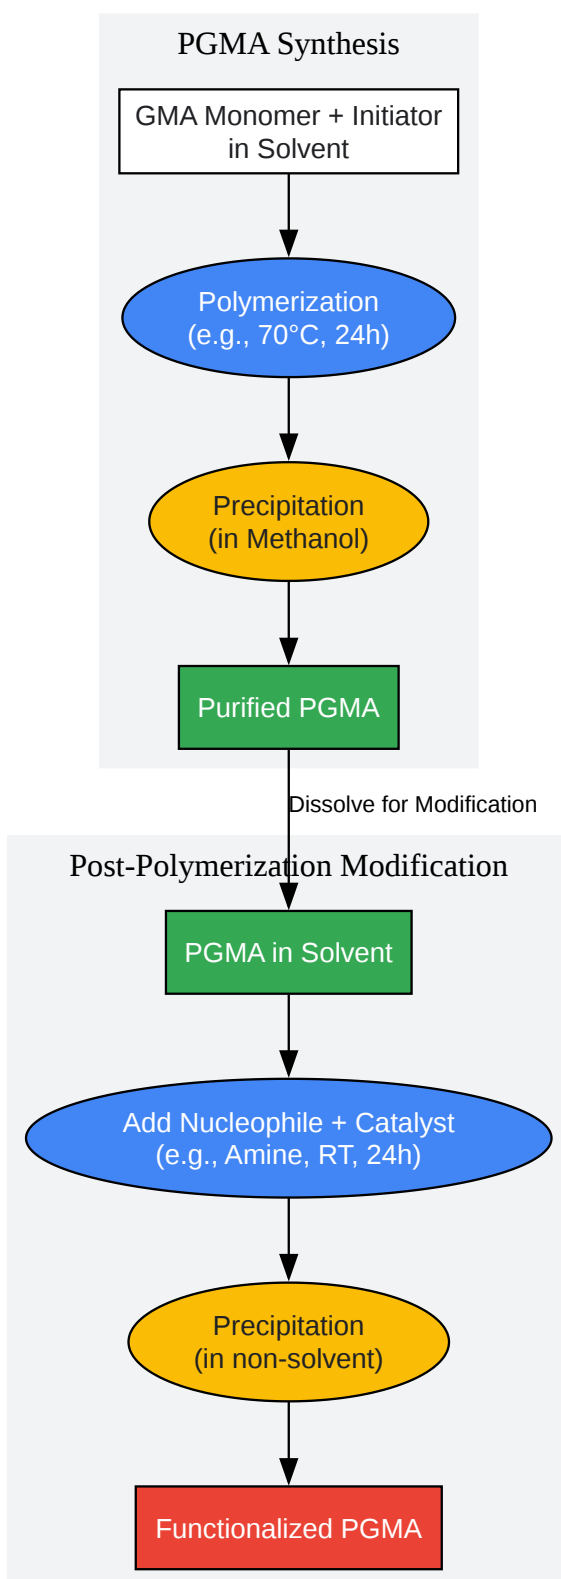 PGMA Synthesis
GMA Monomer + Initiator
in Solvent
Polymerization
(e.g., 70°C, 24h)
Precipitation
(in Methanol)
Purified PGMA
Dissolve for Modification
Post-Polymerization Modification
PGMA in Solvent
Add Nucleophile + Catalyst
(e.g., Amine, RT, 24h)
Precipitation
(in non-solvent)
Functionalized PGMA